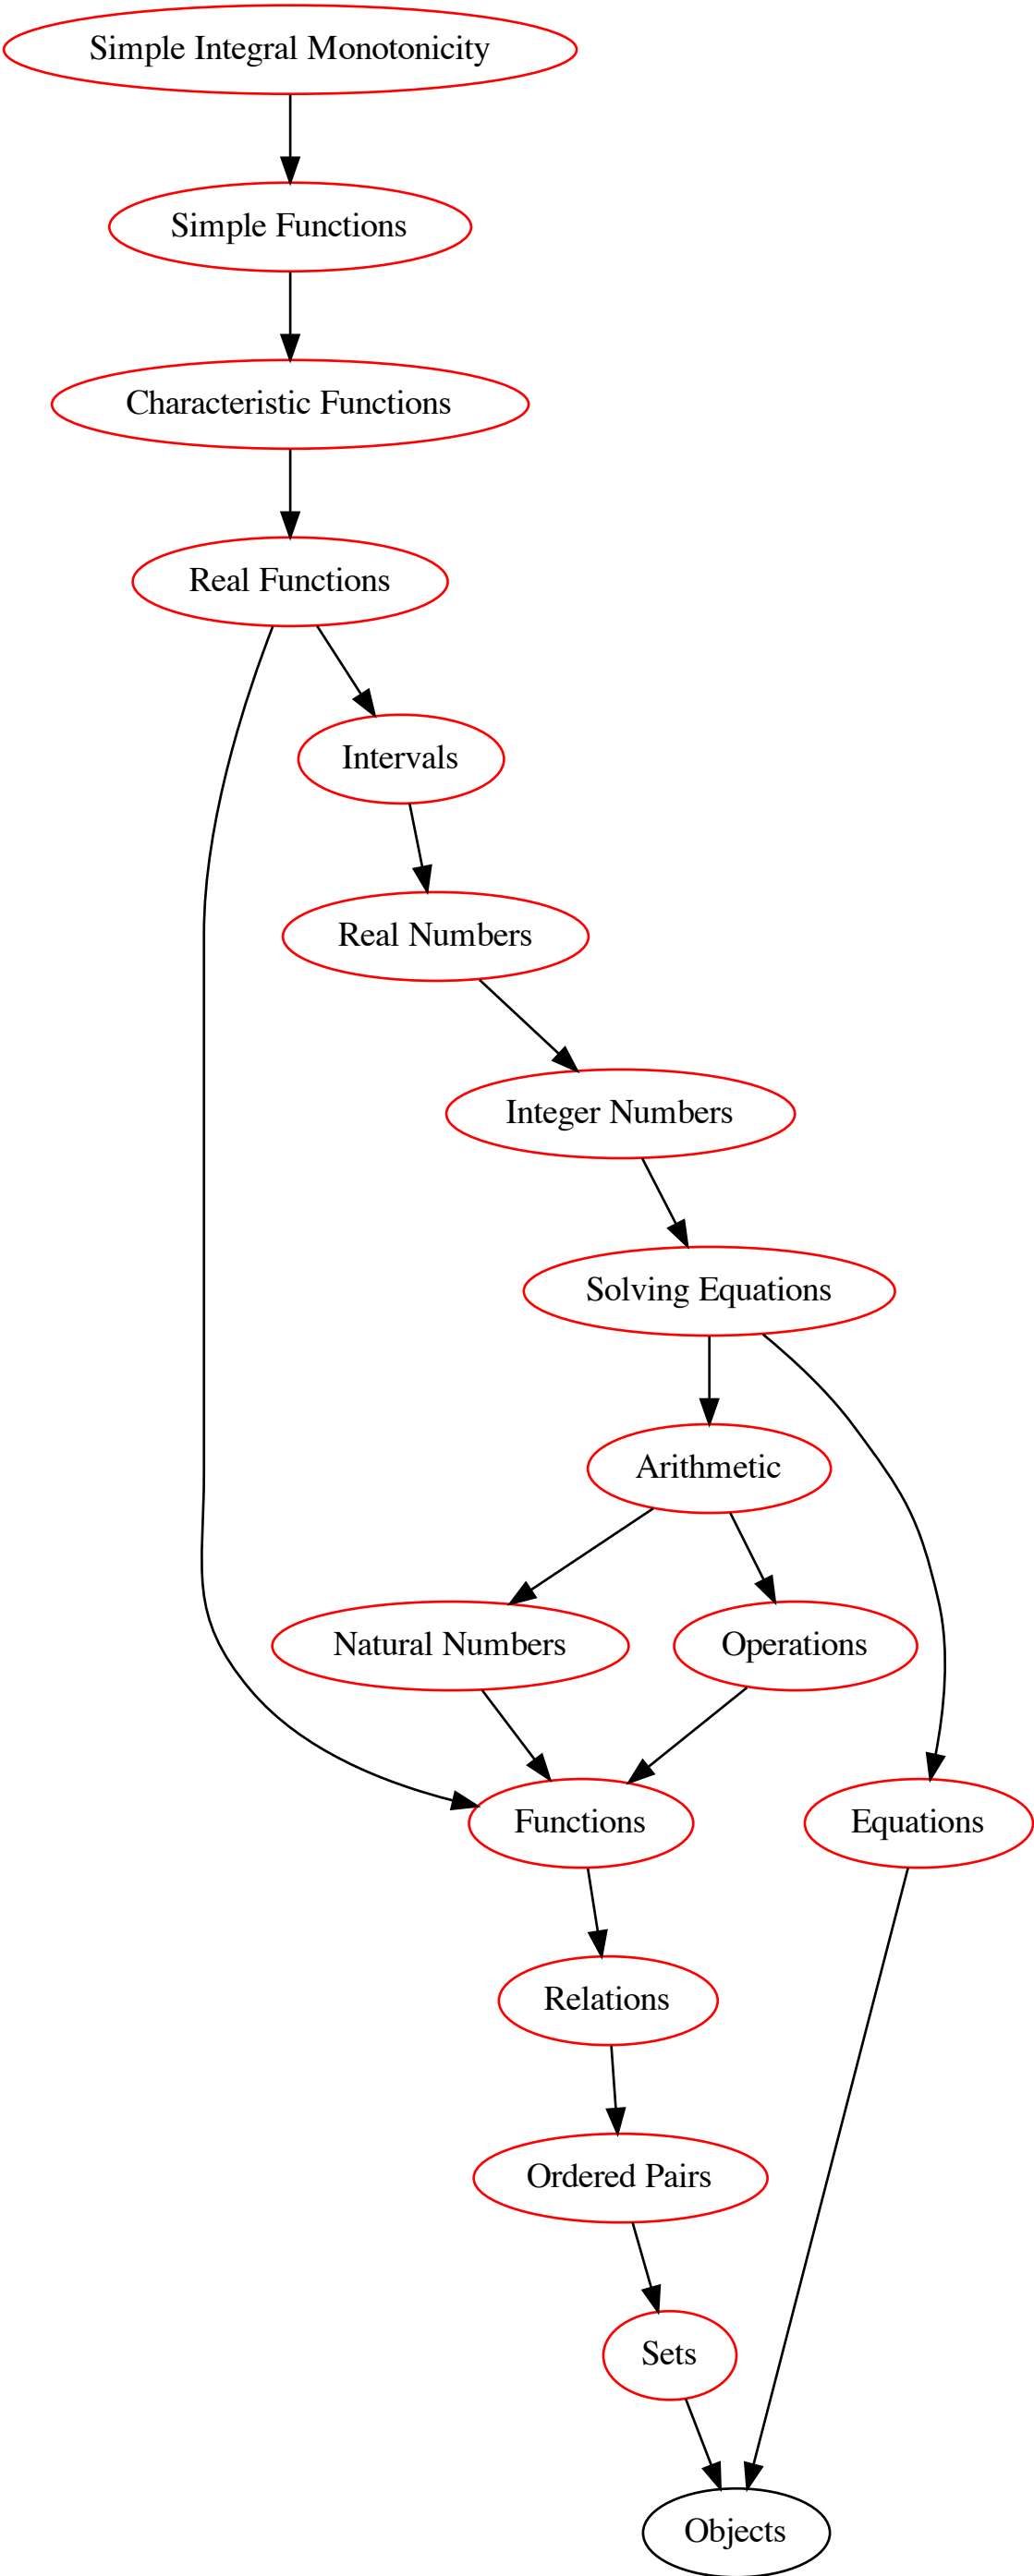 Simple Integral Monotonicity
Simple Functions
Characteristic Functions
Real Functions
Intervals
Real Numbers
Integer Numbers
Solving Equations
Arithmetic
Natural Numbers
Operations
Functions
Equations
Relations
Ordered Pairs
Sets
Objects